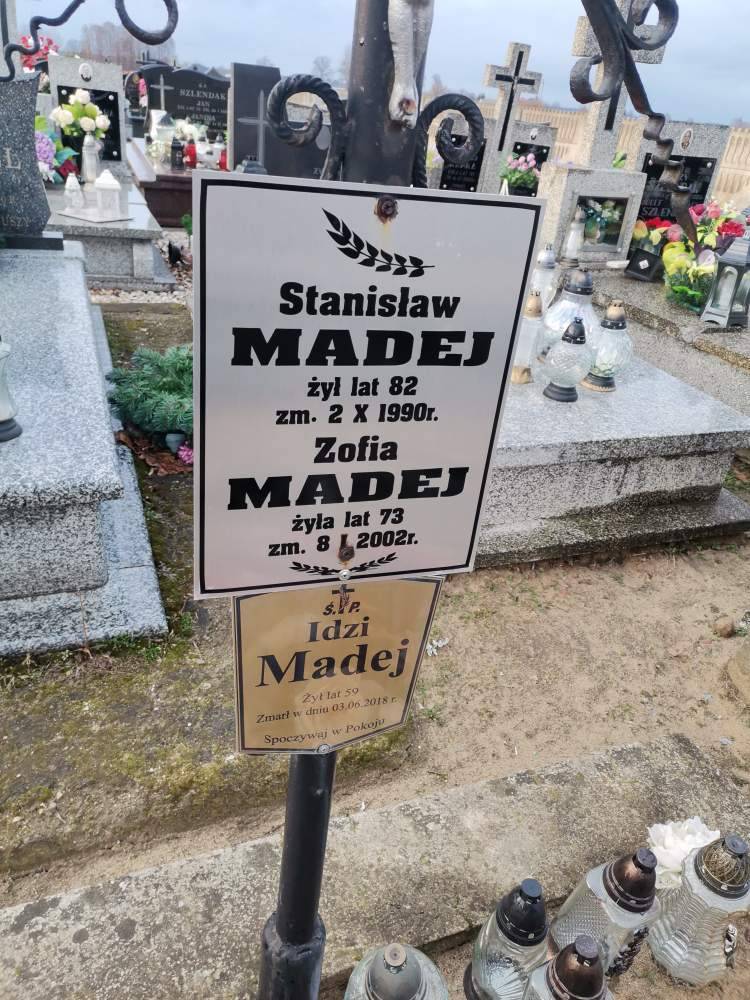 SZLENDAK
JAN
JANINA
Stanisław
MADEJ
żył lat 82
zm. 2 X 1990r.
Zofia
MADEJ
żyła lat 73
zm. 8 I 2002r.
Ś. P.
Idzi
Madej
Żył lat 59
Zmarł w dniu 03.06.2018 r.
Spoczywaj w Pokoju